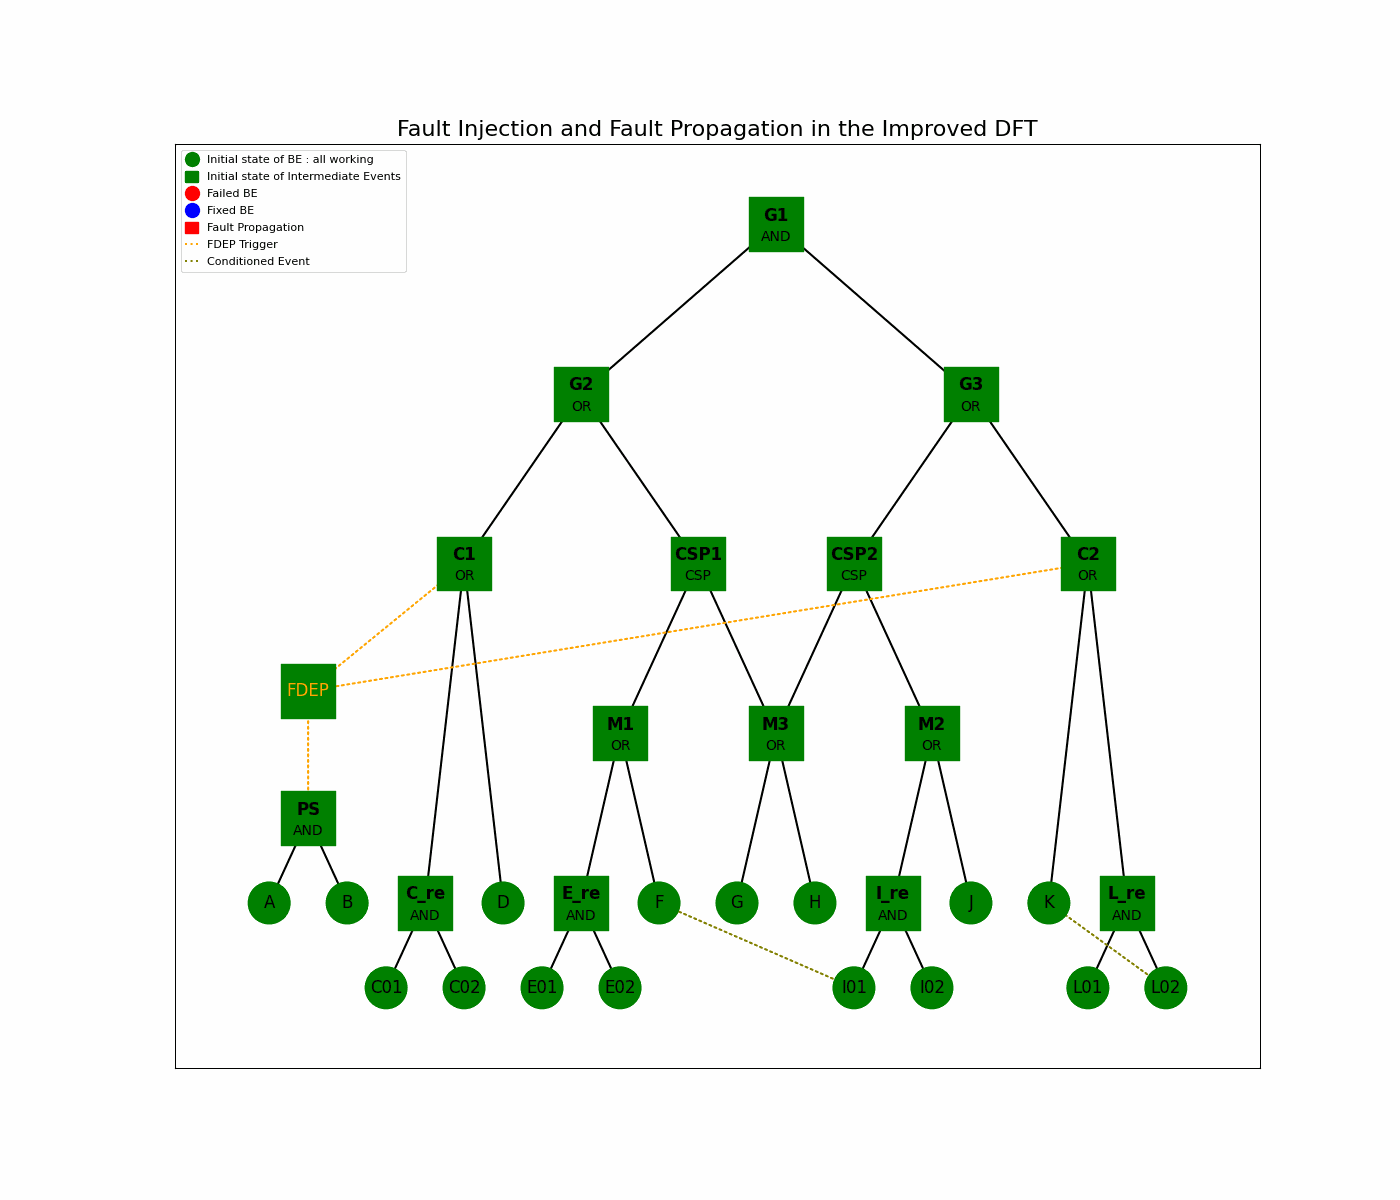 Fault Injection and Fault Propagation in the Improved DFT
Initial state of BE : all working
Initial state of Intermediate Events
Failed BE
Fixed BE
Fault Propagation
FDEP Trigger
Conditioned Event
G1
AND
G2
OR
G3
OR
C1
OR
CSP1
CSP
CSP2
CSP
C2
OR
FDEP
M1
OR
M3
OR
M2
OR
PS
AND
A
B
C_re
AND
D
E_re
AND
F
G
H
I_re
AND
J
K
L_re
AND
C01
C02
E01
E02
I01
I02
L01
L02